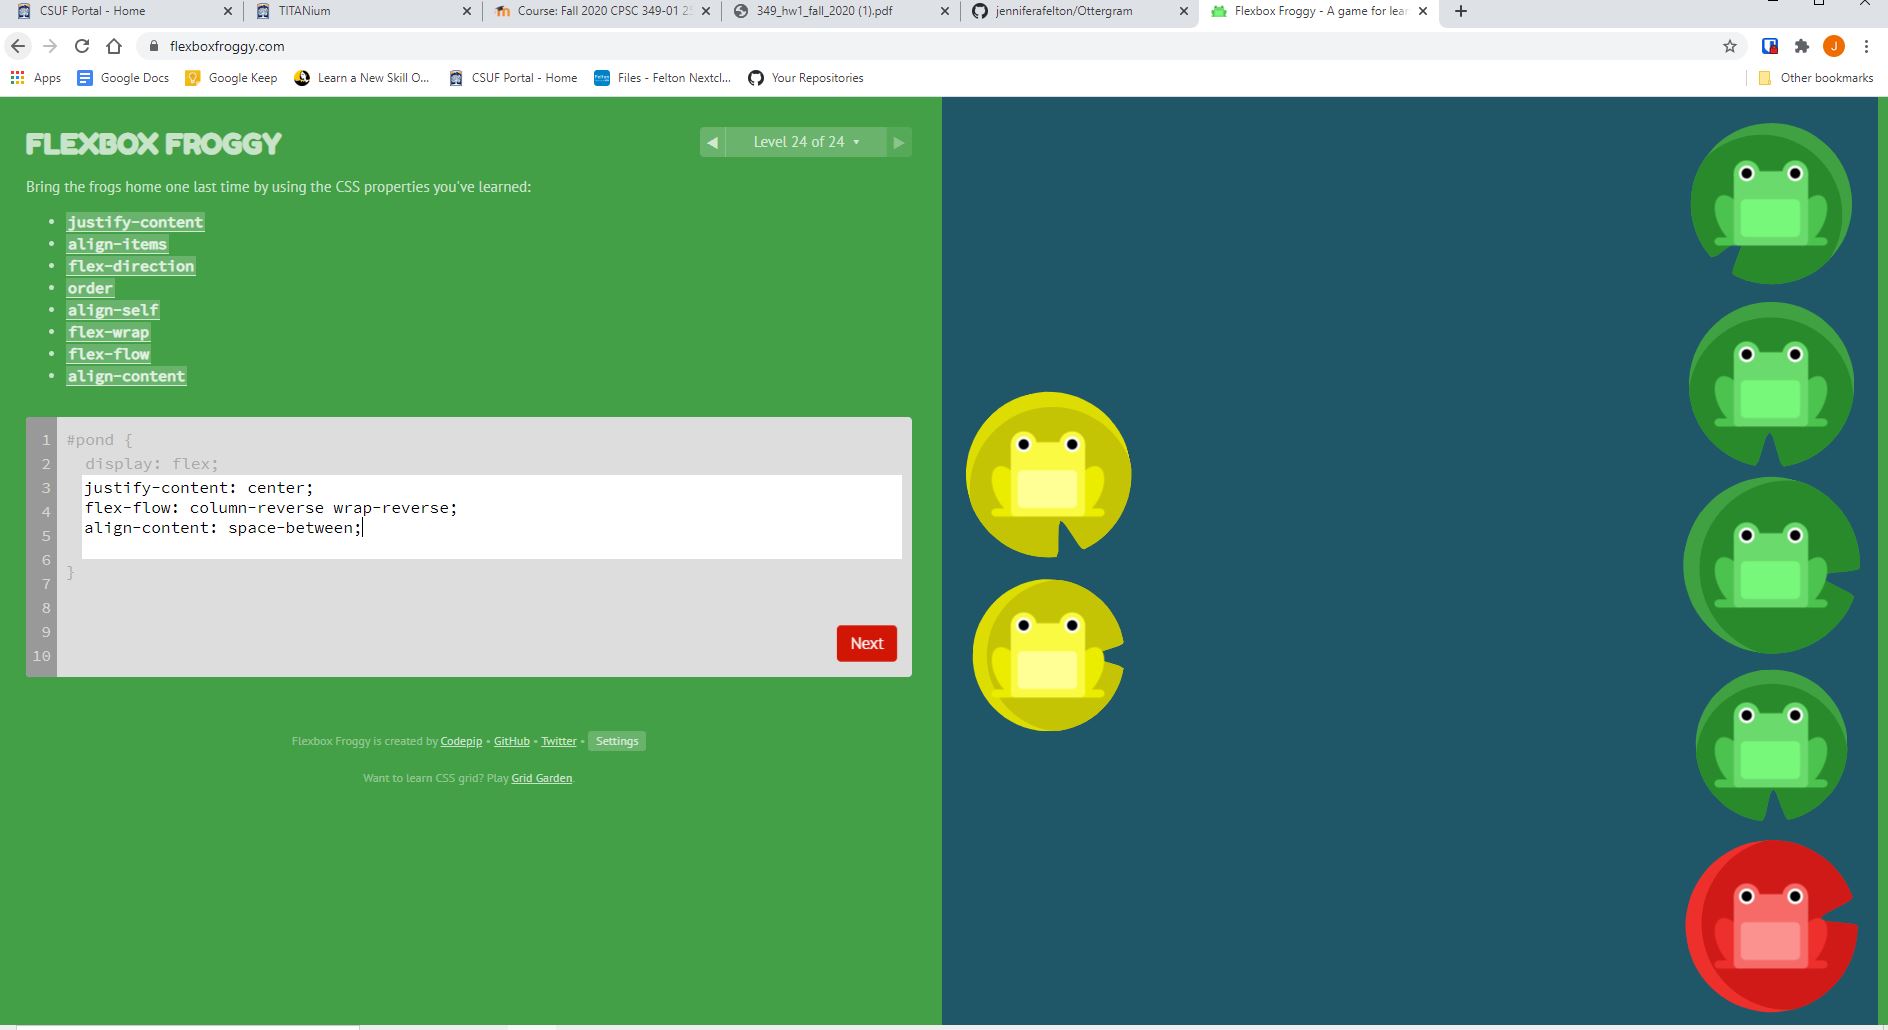 CSUF Portal - Home
TITANium
Course: Fall 2020 CPSC 349-01 25
349_hw1_fall_2020 (1).pdf
jenniferafelton/Ottergram
Flexbox Froggy - A game for lear
flexboxfroggy.com
J
Apps
Google Docs
Google Keep
Learn a New Skill O...
CSUF Portal - Home
Files - Felton Nextcl...
Your Repositories
Other bookmarks
FLEXBOX FROGGY
Level 24 of 24
Bring the frogs home one last time by using the CSS properties you've learned:
• justify-content
• align-items
• flex-direction
• order
• align-self
• flex-wrap
• flex-flow
• align-content
1 #pond {
2 display: flex;
3 justify-content: center;
4 flex-flow: column-reverse wrap-reverse;
5 align-content: space-between;
6 }
7
8
9
10
Next
Flexbox Froggy is created by Codepip • GitHub • Twitter • Settings
Want to learn CSS grid? Play Grid Garden.